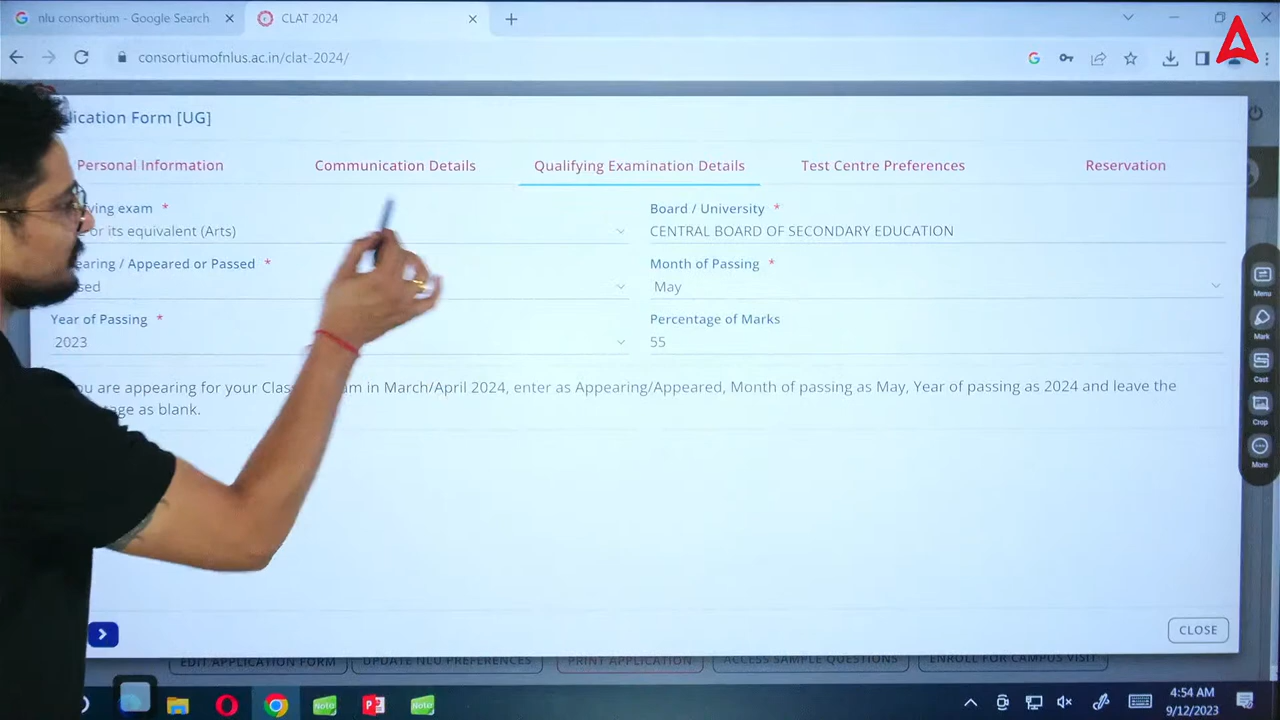 nlu consortium - Google Search
CLAT 2024
consortiumofnlus.ac.in/clat-2024/
lication Form [UG]
Personal Information
Communication Details
Qualifying Examination Details
Test Centre Preferences
Reservation
ying exam *
or its equivalent (Arts)
Board / University *
CENTRAL BOARD OF SECONDARY EDUCATION
earing / Appeared or Passed *
sed
Month of Passing *
May
Year of Passing *
2023
Percentage of Marks
55
ou are appearing for your Clas am in March/April 2024, enter as Appearing/Appeared, Month of passing as May, Year of passing as 2024 and leave the
age as blank.
CLOSE
EDIT APPLICATION FORM
UPDATE NLU PREFERENCES
PRINT APPLICATION
ACCESS SAMPLE QUESTIONS
ENROLL FOR CAMPUS VISIT
Menu
Mark
Cast
Crop
More
Note
Note
4:54 AM
9/12/2023